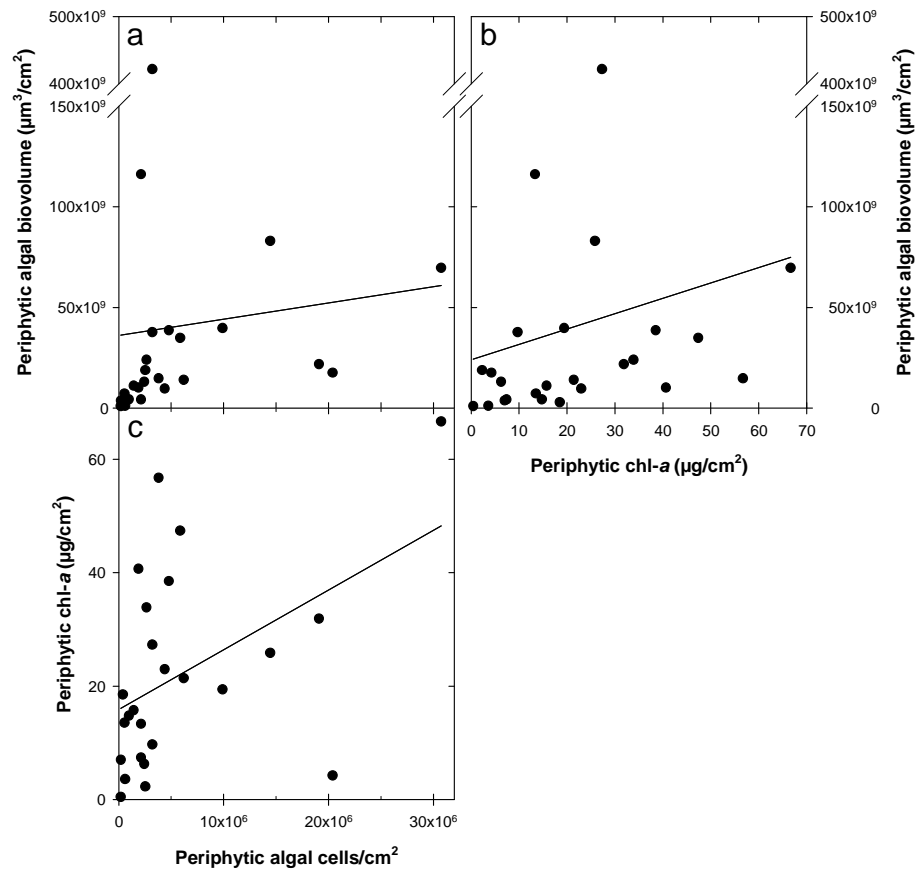 500x10⁹
400x10⁹
150x10⁹
100x10⁹
50x10⁹
0
Periphytic algal biovolume (µm³/cm²)
a
b
500x10⁹
400x10⁹
150x10⁹
100x10⁹
50x10⁹
0
Periphytic algal biovolume (µm³/cm²)
0 10 20 30 40 50 60 70
Periphytic chl-a (µg/cm²)
c
60
40
20
0
Periphytic chl-a (µg/cm²)
0 10x10⁶ 20x10⁶ 30x10⁶
Periphytic algal cells/cm²